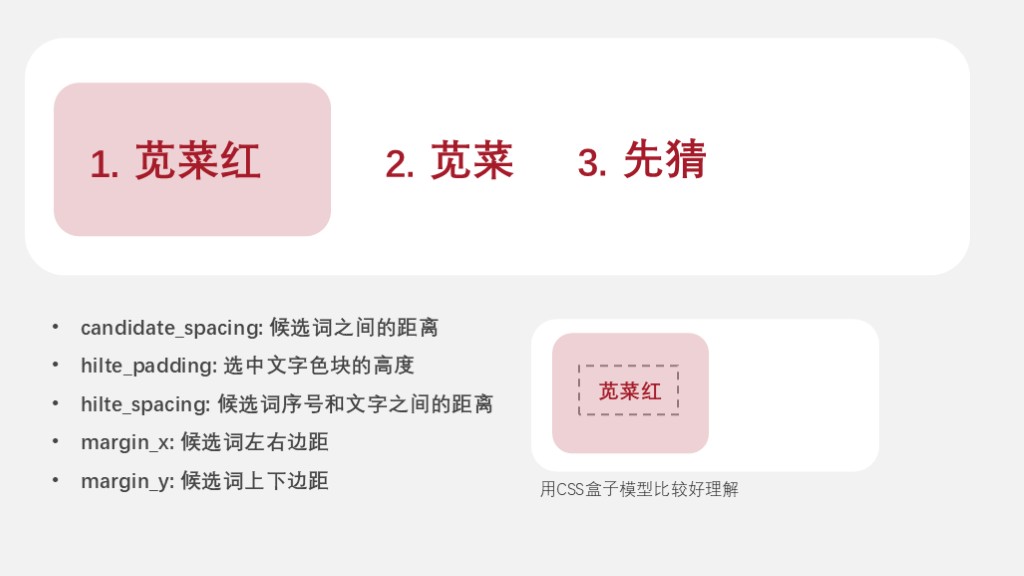 1. 苋菜红 2. 苋菜 3. 先猜
• candidate_spacing: 候选词之间的距离
• hilte_padding: 选中文字色块的高度
• hilte_spacing: 候选词序号和文字之间的距离
• margin_x: 候选词左右边距
• margin_y: 候选词上下边距
苋菜红
用CSS盒子模型比较好理解